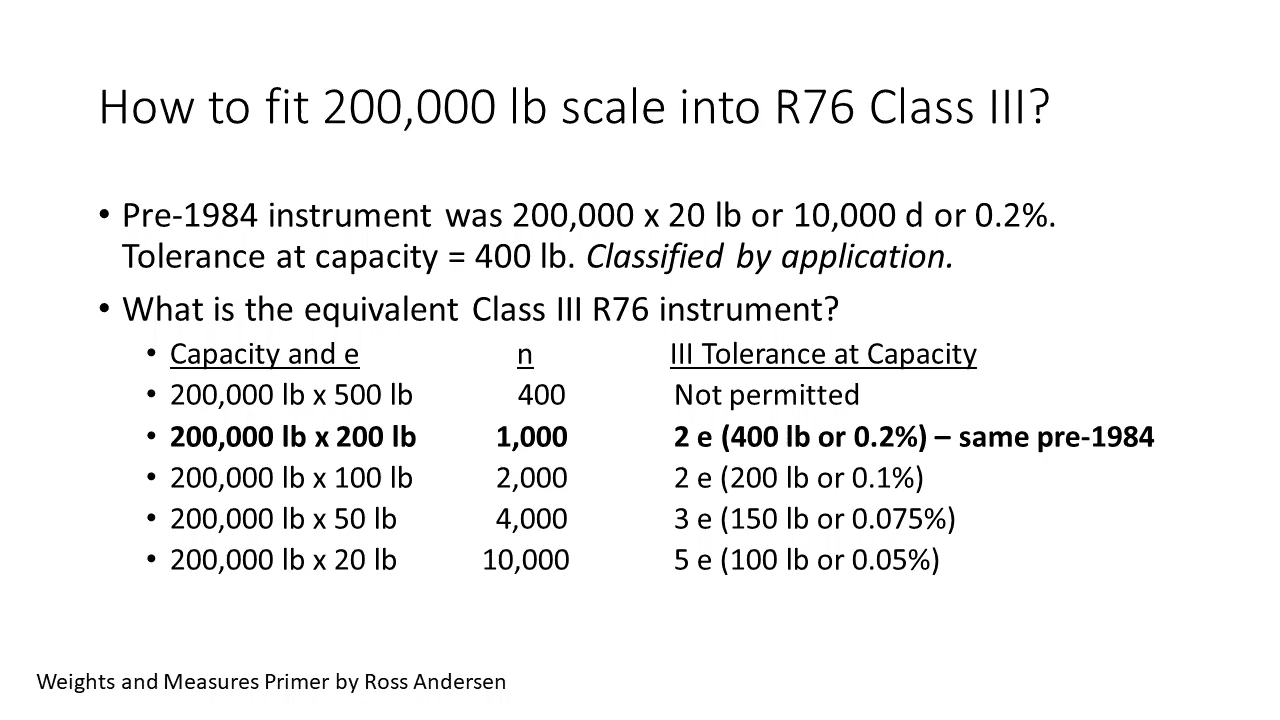 How to fit 200,000 lb scale into R76 Class III?
• Pre-1984 instrument was 200,000 x 20 lb or 10,000 d or 0.2%.
Tolerance at capacity = 400 lb. Classified by application.
• What is the equivalent Class III R76 instrument?
• Capacity and e n III Tolerance at Capacity
• 200,000 lb x 500 lb 400 Not permitted
• 200,000 lb x 200 lb 1,000 2 e (400 lb or 0.2%) – same pre-1984
• 200,000 lb x 100 lb 2,000 2 e (200 lb or 0.1%)
• 200,000 lb x 50 lb 4,000 3 e (150 lb or 0.075%)
• 200,000 lb x 20 lb 10,000 5 e (100 lb or 0.05%)
Weights and Measures Primer by Ross Andersen